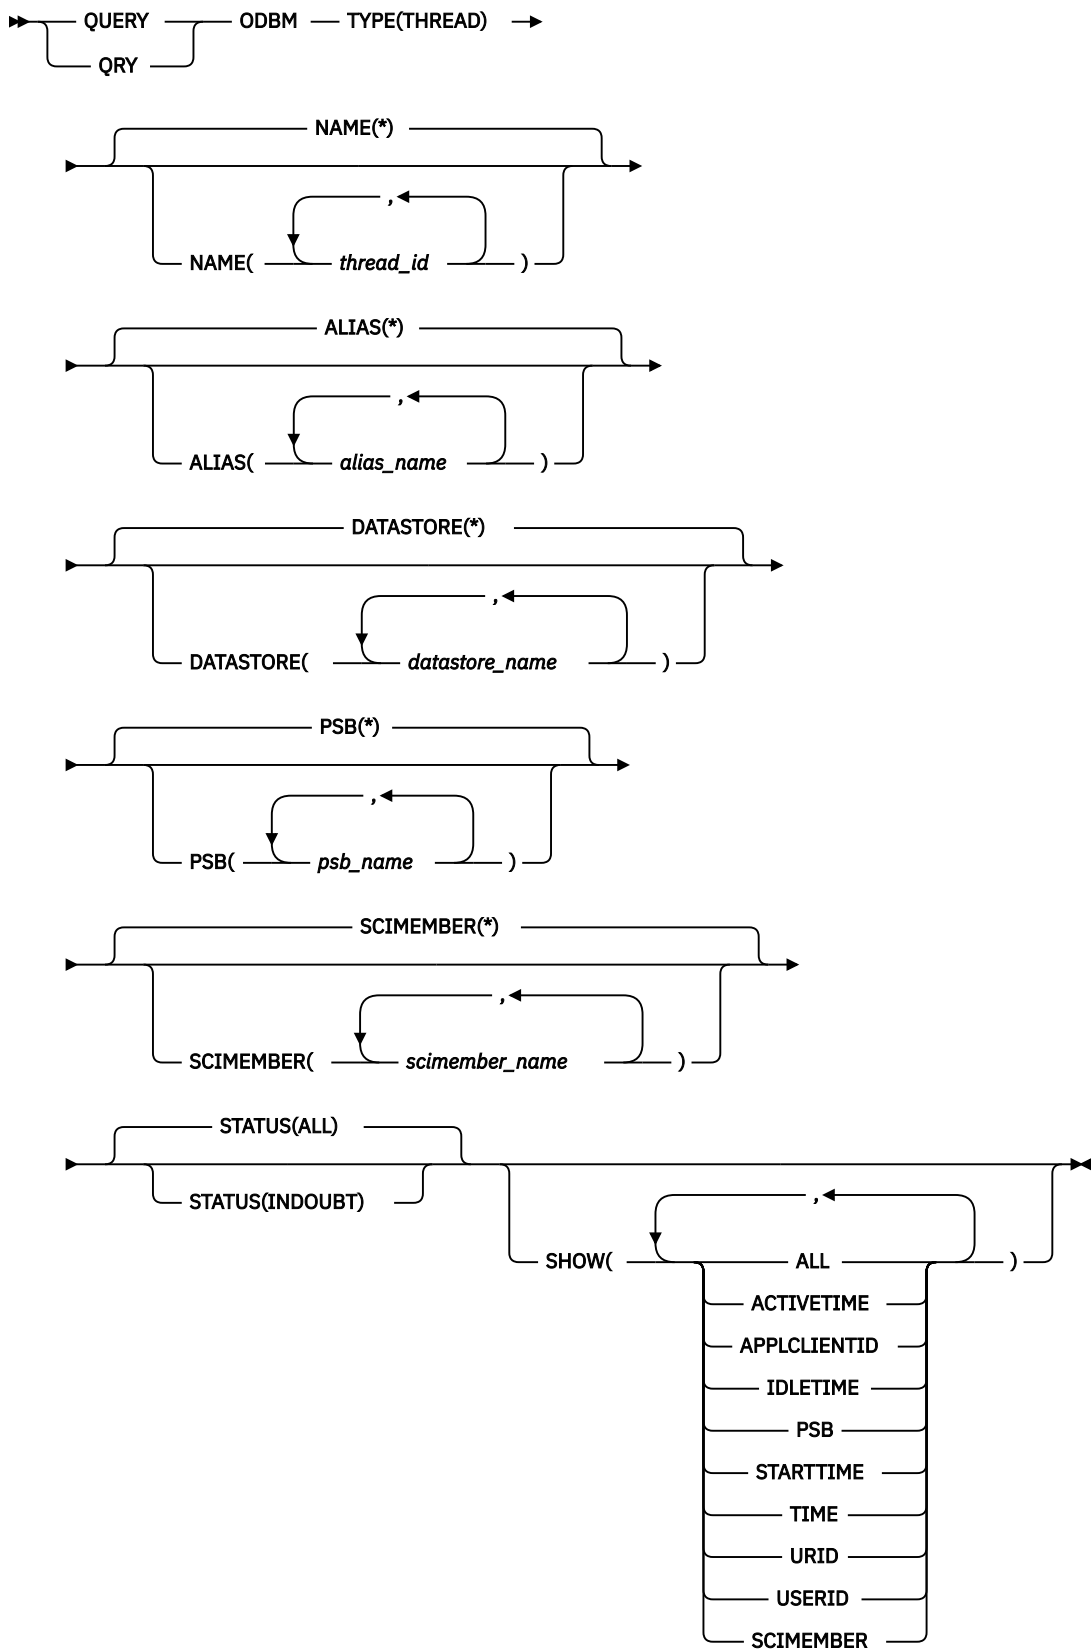 QUERY ODBM TYPE(THREAD)
QRY
NAME(*)
,
NAME( thread_id )
ALIAS(*)
,
ALIAS( alias_name )
DATASTORE(*)
,
DATASTORE( datastore_name )
PSB(*)
,
PSB( psb_name )
SCIMEMBER(*)
,
SCIMEMBER( scimember_name )
STATUS(ALL)
STATUS(INDOUBT)
,
SHOW( ALL )
ACTIVETIME
APPLCLIENTID
IDLETIME
PSB
STARTTIME
TIME
URID
USERID
SCIMEMBER